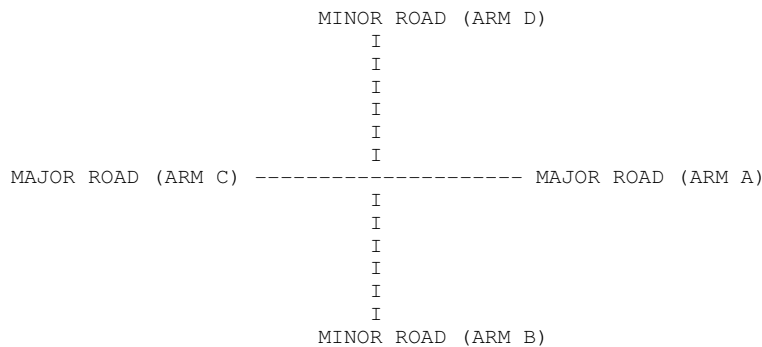 MINOR ROAD (ARM D)
I
I
I
I
I
I
MAJOR ROAD (ARM C) --------------------- MAJOR ROAD (ARM A)
I
I
I
I
I
I
MINOR ROAD (ARM B)